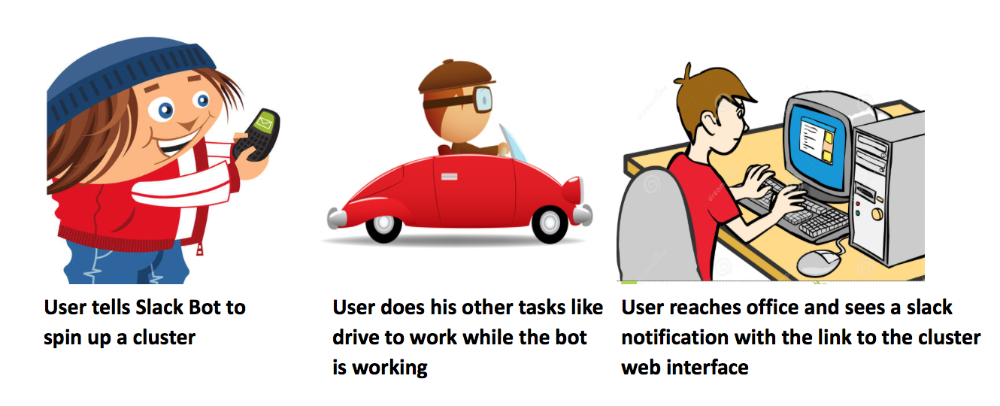 User tells Slack Bot to
spin up a cluster
User does his other tasks like
drive to work while the bot
is working
User reaches office and sees a slack
notification with the link to the cluster
web interface